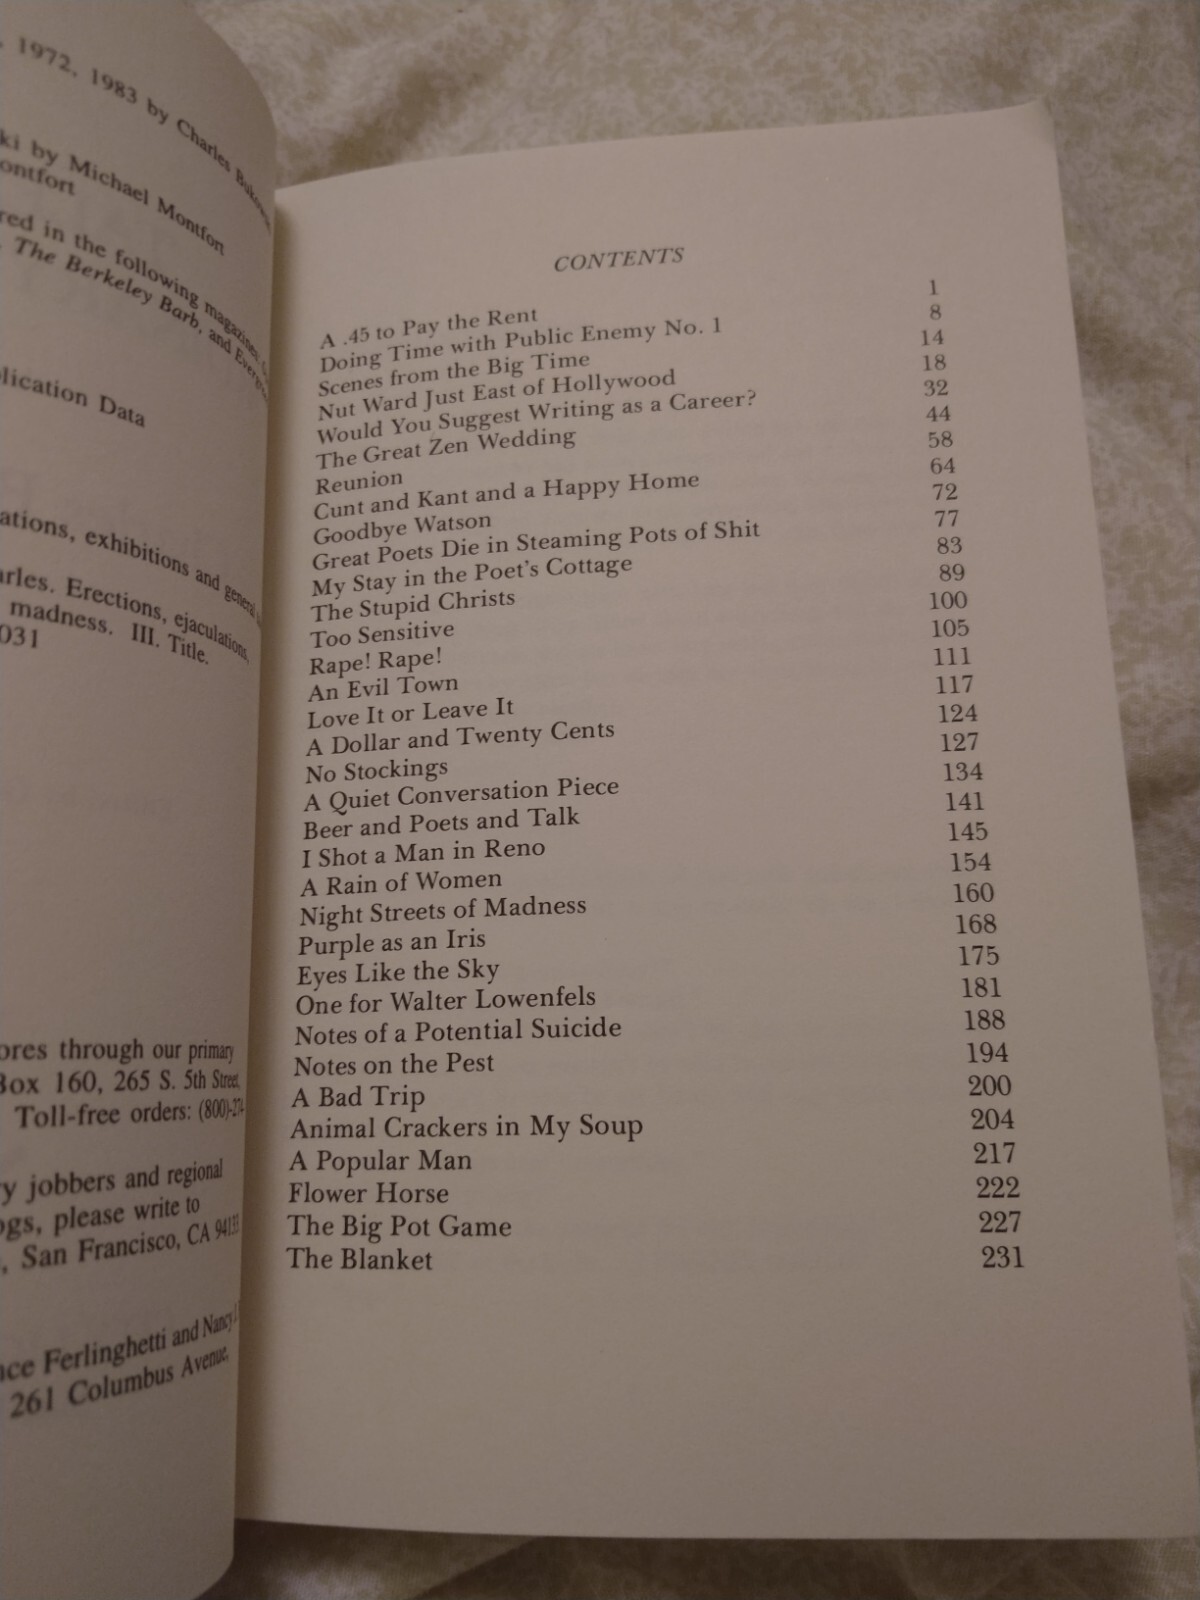 , 1972, 1983 by Charles
ki by Michael Montfort
ontfort
red in the following magazines:
The Berkeley Barb, and
lication Data
ations, exhibitions and general
arles. Erections, ejaculations,
madness. III. Title.
031
ores through our primary
Box 160, 265 S. 5th Street,
Toll-free orders: (800)-274-
ry jobbers and regional
ogs, please write to
, San Francisco, CA 94133
nce Ferlinghetti and Nancy J.
261 Columbus Avenue,
CONTENTS
A .45 to Pay the Rent 1
Doing Time with Public Enemy No. 1 8
Scenes from the Big Time 14
Nut Ward Just East of Hollywood 18
Would You Suggest Writing as a Career? 32
The Great Zen Wedding 44
Reunion 58
Cunt and Kant and a Happy Home 64
Goodbye Watson 72
Great Poets Die in Steaming Pots of Shit 77
My Stay in the Poet's Cottage 83
The Stupid Christs 89
Too Sensitive 100
Rape! Rape! 105
An Evil Town 111
Love It or Leave It 117
A Dollar and Twenty Cents 124
No Stockings 127
A Quiet Conversation Piece 134
Beer and Poets and Talk 141
I Shot a Man in Reno 145
A Rain of Women 154
Night Streets of Madness 160
Purple as an Iris 168
Eyes Like the Sky 175
One for Walter Lowenfels 181
Notes of a Potential Suicide 188
Notes on the Pest 194
A Bad Trip 200
Animal Crackers in My Soup 204
A Popular Man 217
Flower Horse 222
The Big Pot Game 227
The Blanket 231